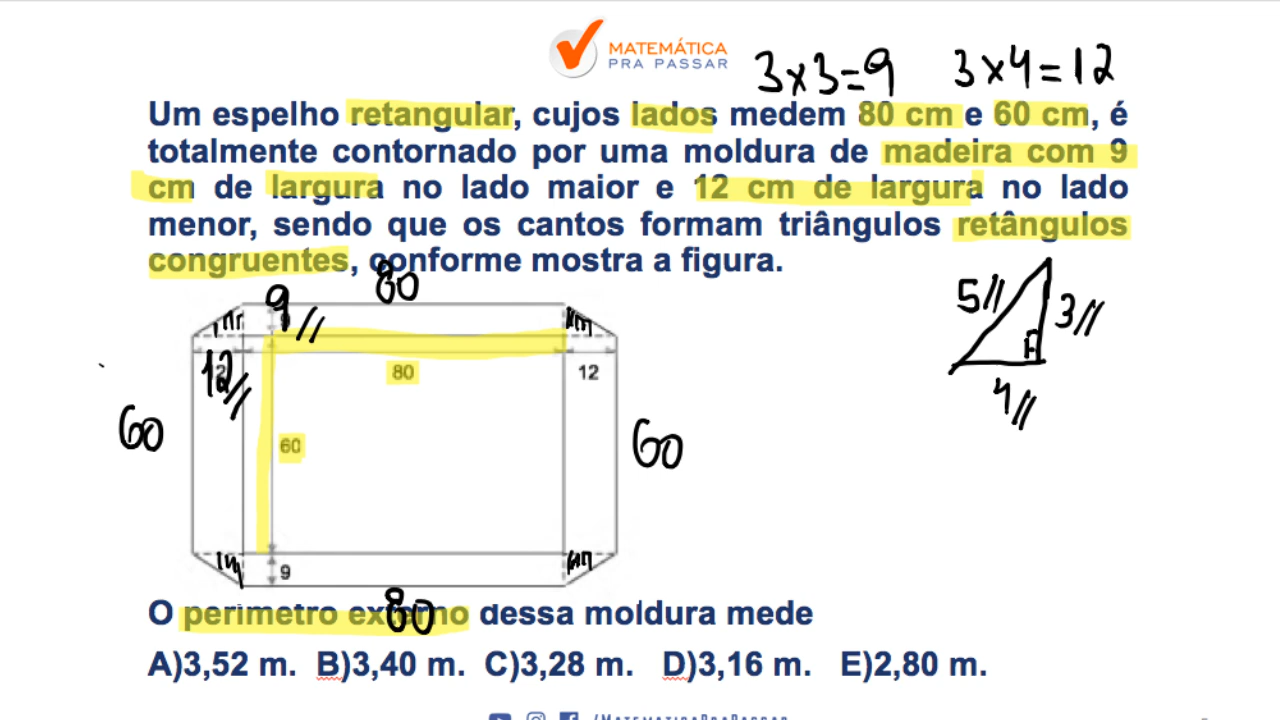 MATEMÁTICA
PRA PASSAR
3x3=9 3x4=12
Um espelho retangular, cujos lados medem 80 cm e 60 cm, é
totalmente contornado por uma moldura de madeira com 9
cm de largura no lado maior e 12 cm de largura no lado
menor, sendo que os cantos formam triângulos retângulos
congruentes, conforme mostra a figura.
80
9
5 3
4
12
80
12
60
60
60
9
80
O perímetro externo dessa moldura mede
A)3,52 m. B)3,40 m. C)3,28 m. D)3,16 m. E)2,80 m.
/MATEMATICAPRAPASSAR